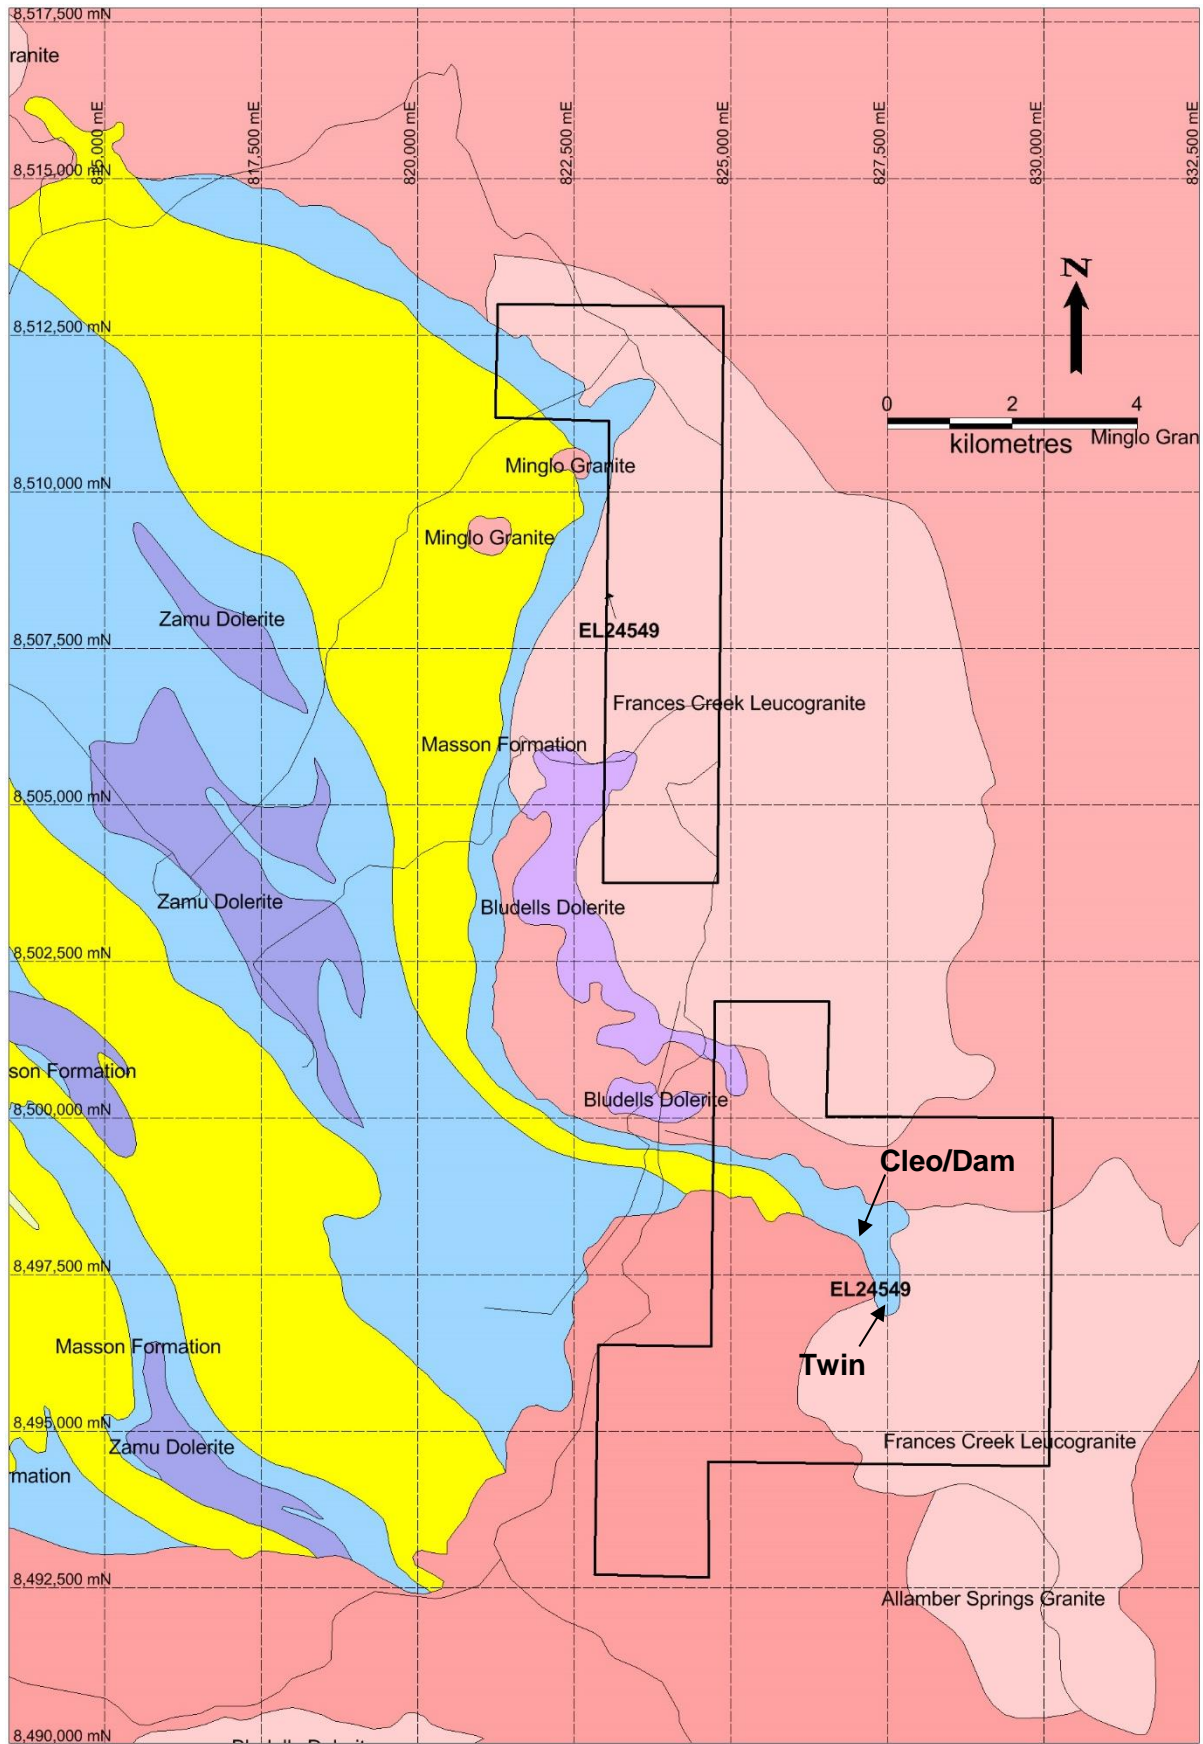 8,517,500 mN
ranite
815,000 mE
817,500 mE
820,000 mE
822,500 mE
825,000 mE
827,500 mE
830,000 mE
832,500 mE
8,515,000 mN
N
8,512,500 mN
0 2 4
kilometres
Minglo Gran
Minglo Granite
8,510,000 mN
Minglo Granite
Zamu Dolerite
EL24549
8,507,500 mN
Frances Creek Leucogranite
Masson Formation
8,505,000 mN
Zamu Dolerite
Bludells Dolerite
8,502,500 mN
son Formation
Bludells Dolerite
8,500,000 mN
Cleo/Dam
8,497,500 mN
EL24549
Masson Formation
Twin
8,495,000 mN
Zamu Dolerite
Frances Creek Leucogranite
rmation
8,492,500 mN
Allamber Springs Granite
8,490,000 mN